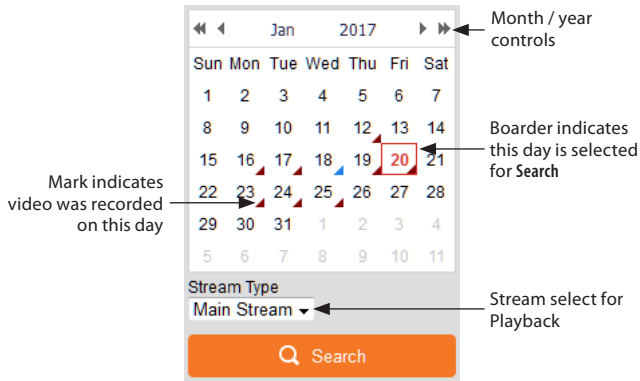 Jan 2017
Month / year
controls
Sun Mon Tue Wed Thu Fri Sat
1 2 3 4 5 6 7
8 9 10 11 12 13 14
15 16 17 18 19 20 21
22 23 24 25 26 27 28
29 30 31 1 2 3 4
5 6 7 8 9 10 11
Boarder indicates
this day is selected
for Search
Mark indicates
video was recorded
on this day
Stream Type
Main Stream
Stream select for
Playback
Search